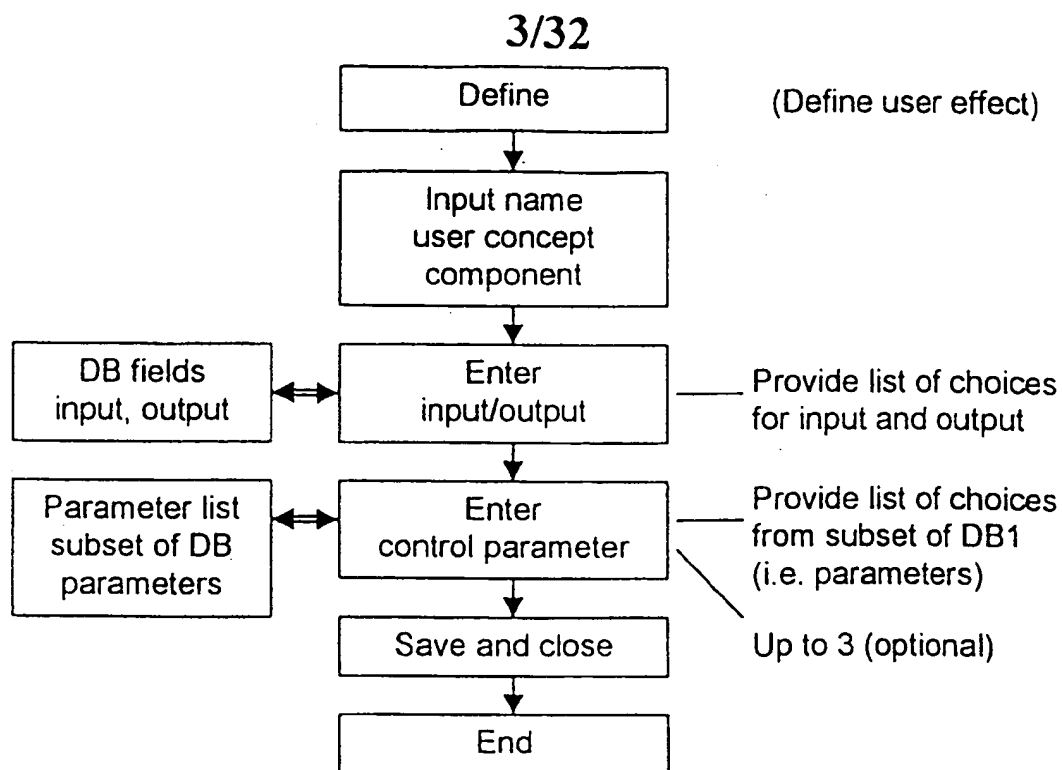 3/32
Define
(Define user effect)
Input name
user concept
component
DB fields
input, output
Enter
input/output
Provide list of choices
for input and output
Parameter list
subset of DB
parameters
Enter
control parameter
Provide list of choices
from subset of DB1
(i.e. parameters)
Save and close
Up to 3 (optional)
End